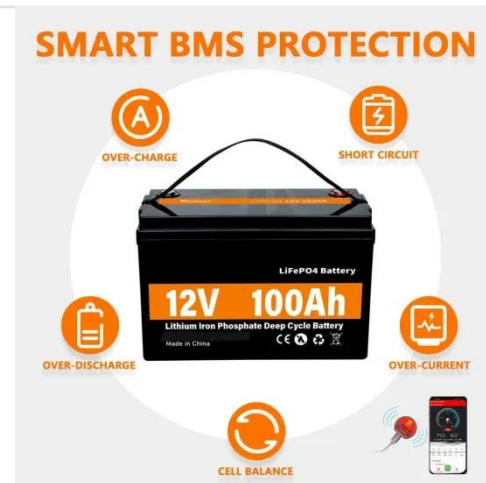 SMART BMS PROTECTION
OVER-CHARGE
SHORT CIRCUIT
LiFePO4 Battery
12V 100Ah
Lithium Iron Phosphate Deep Cycle Battery
Made in China
OVER-DISCHARGE
OVER-CURRENT
CELL BALANCE